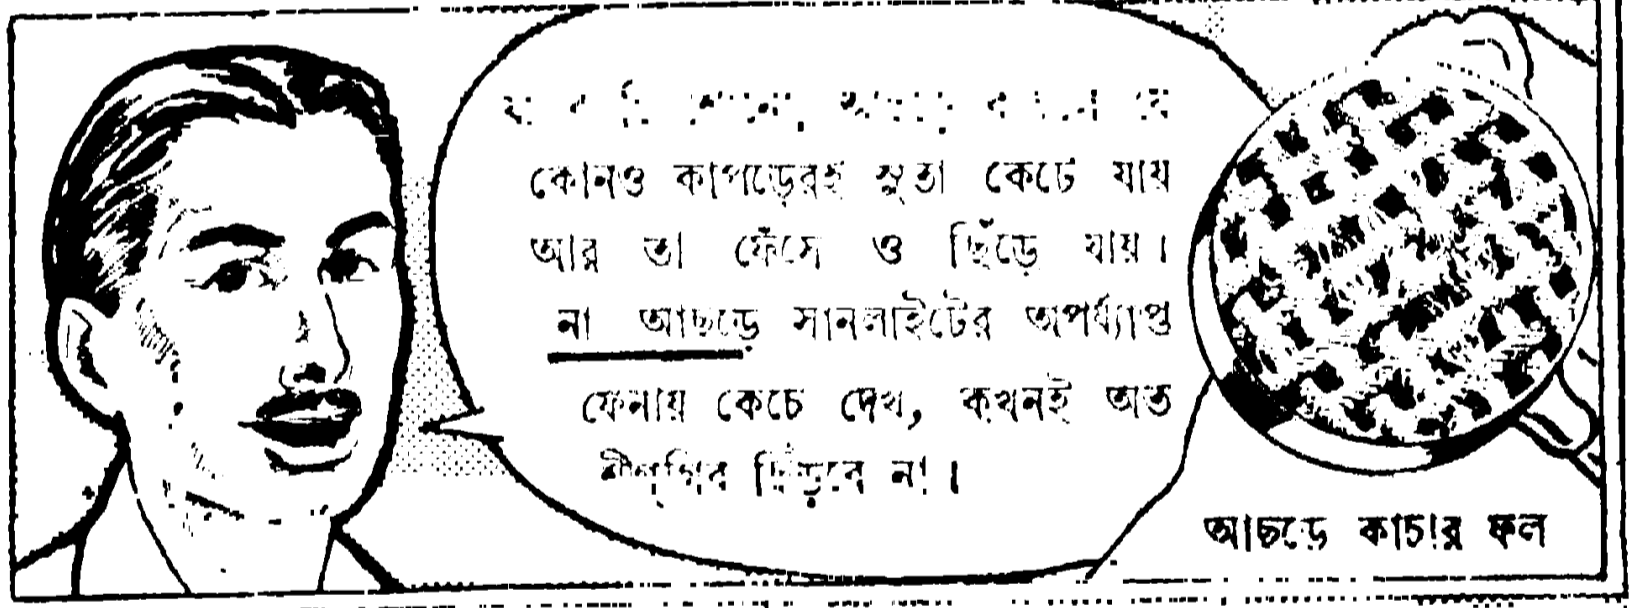 কোনও কাপড়েরই সুতা কেটে যায়
আর তা ফেঁসে ও ছিঁড়ে যায়।
না আছড়ে সানলাইটের অপর্য্যাপ্ত
ফেনায় কেচে দেখ, কখনই অত
শীগ্‌গির ছিঁড়বে না।
আছড়ে কাচার ফল